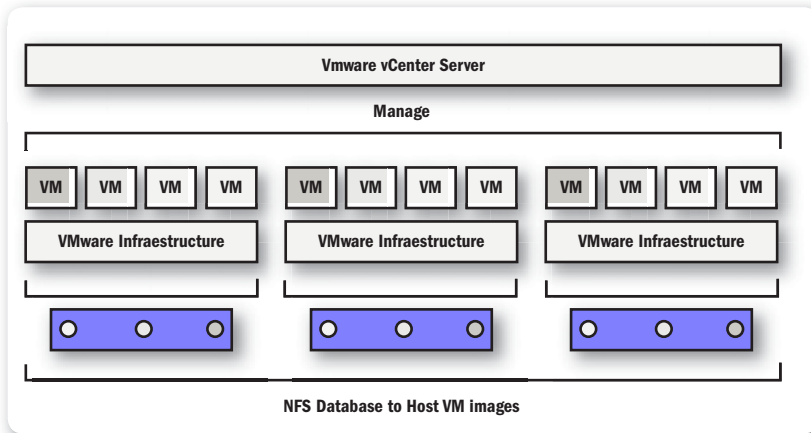 Vmware vCenter Server
Manage
VM VM VM VM VM VM VM VM VM VM VM VM
VMware Infraestructure VMware Infraestructure VMware Infraestructure
NFS Database to Host VM images